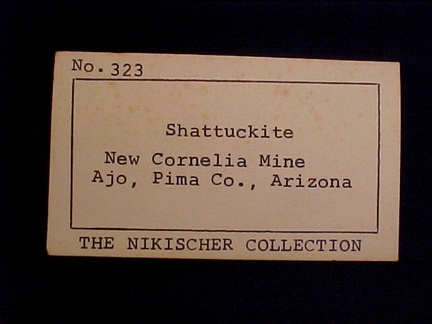 No. 323
Shattuckite
New Cornelia Mine
Ajo, Pima Co., Arizona
THE NIKISCHER COLLECTION